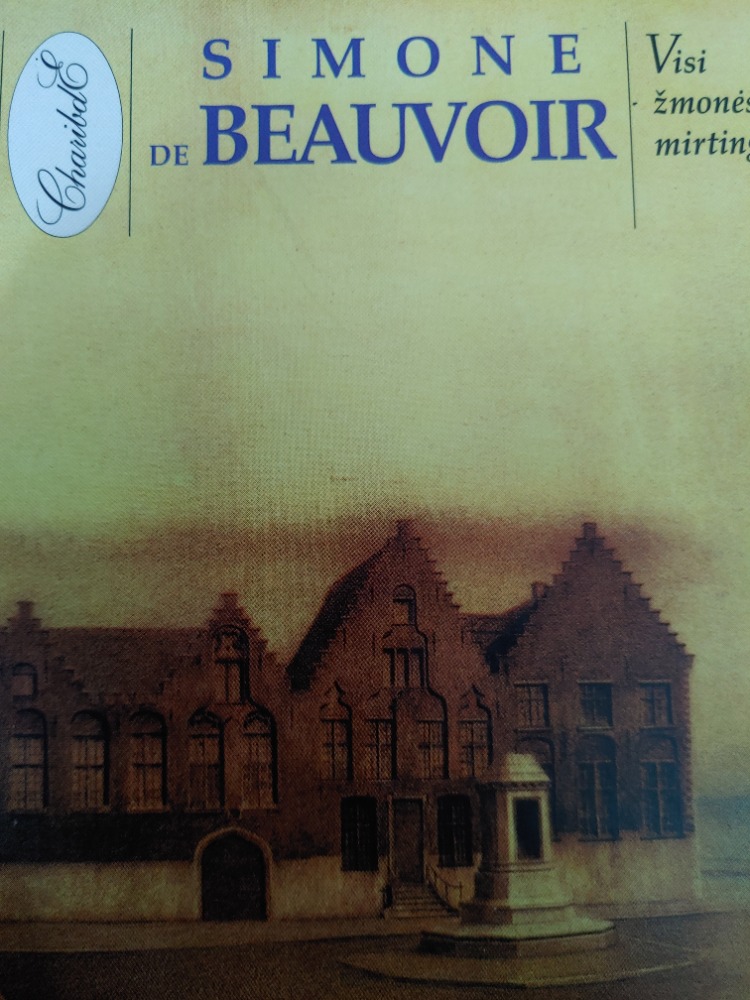 CharibdĖ
SIMONE
DE BEAUVOIR
Visi
žmonės
mirting